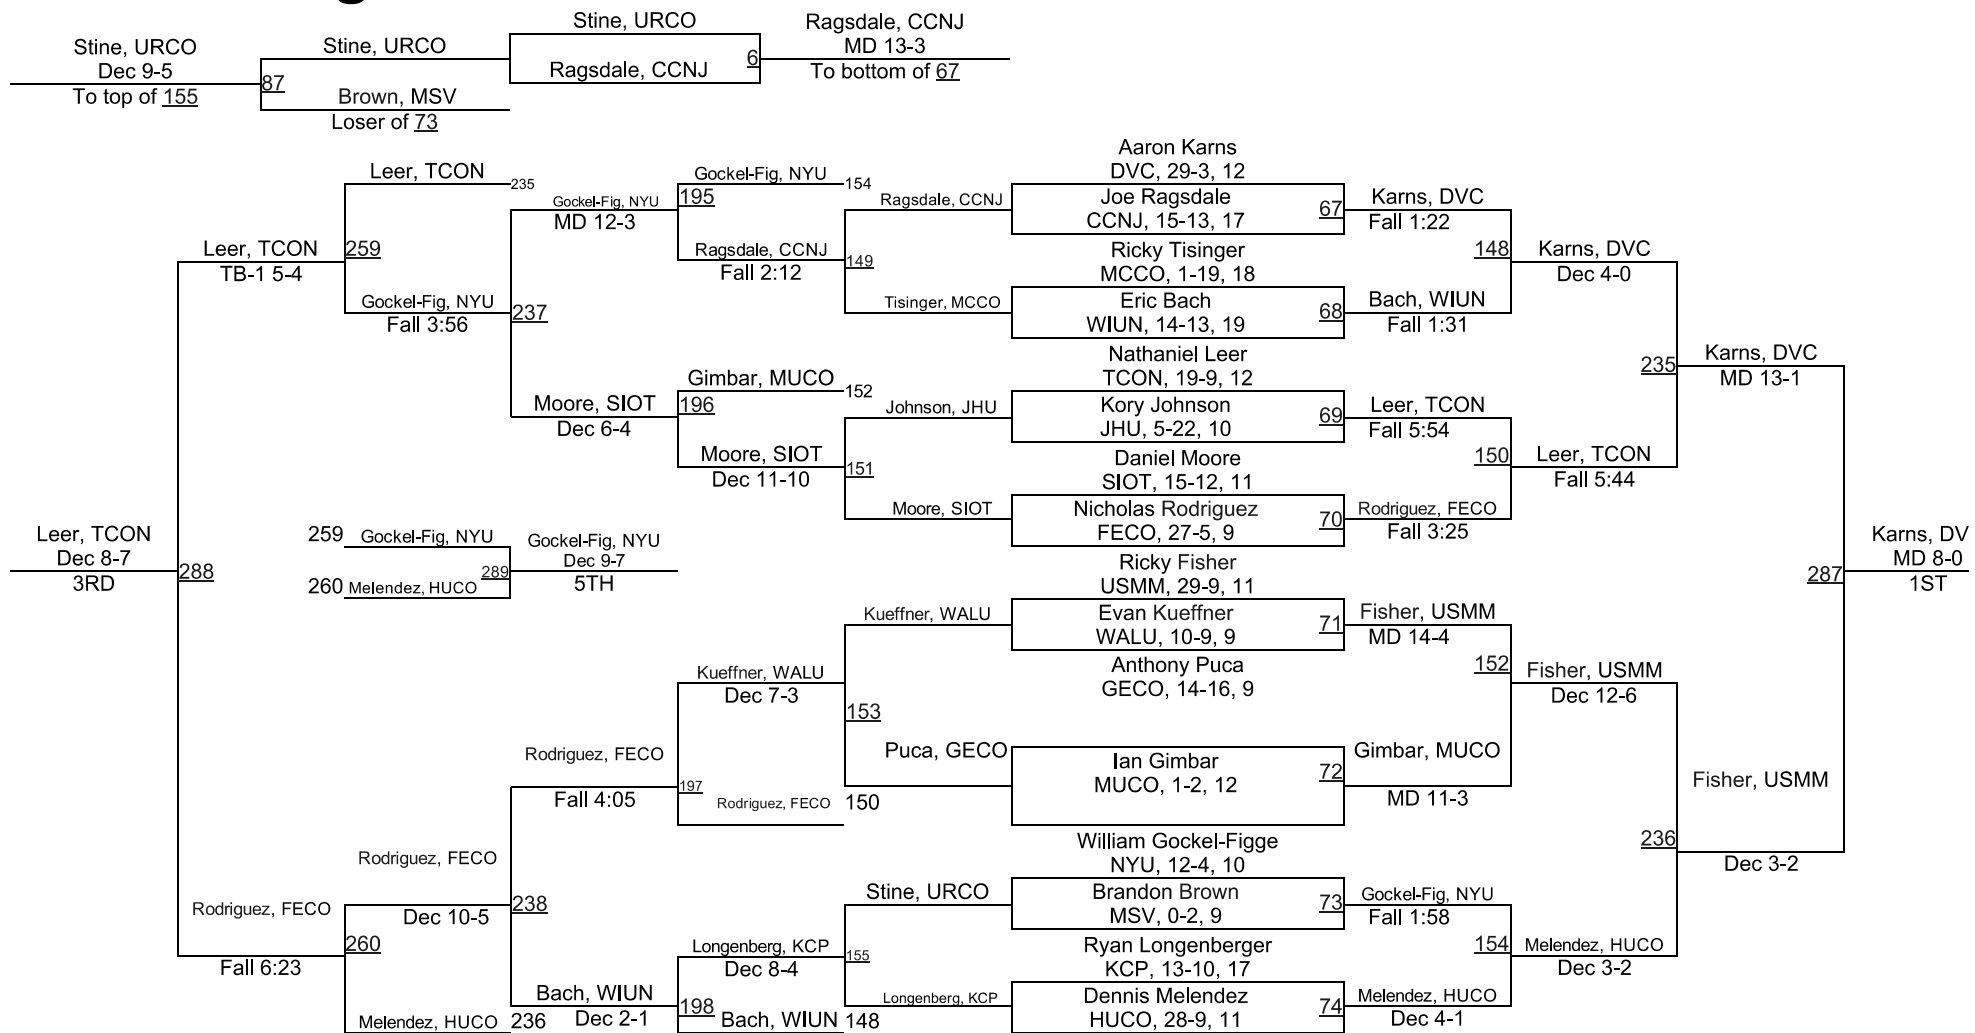 Stine, URCO
Dec 9-5
To top of 155
Stine, URCO
87
Brown, MSV
Loser of 73
Stine, URCO
Ragsdale, CCNJ
6
Ragsdale, CCNJ
MD 13-3
To bottom of 67
Leer, TCON
Dec 8-7
3RD
288
Leer, TCON
TB-1 5-4
Rodriguez, FECO
Fall 6:23
Leer, TCON
235
259
Gockel-Fig, NYU
Fall 3:56
259
Gockel-Fig, NYU
260
Melendez, HUCO
289
Gockel-Fig, NYU
Dec 9-7
5TH
Rodriguez, FECO
Dec 10-5
260
Melendez, HUCO
236
Gockel-Fig, NYU
MD 12-3
237
Moore, SIOT
Dec 6-4
Rodriguez, FECO
Fall 4:05
238
Bach, WIUN
Dec 2-1
Gockel-Fig, NYU
154
195
Ragsdale, CCNJ
Fall 2:12
Gimbar, MUCO
152
196
Moore, SIOT
Dec 11-10
Kueffner, WALU
Dec 7-3
197
Rodriguez, FECO
150
Longenberg, KCP
Dec 8-4
198
Bach, WIUN
148
Ragsdale, CCNJ
149
Tisinger, MCCO
Johnson, JHU
151
Moore, SIOT
Kueffner, WALU
153
Puca, GECO
Stine, URCO
155
Longenberg, KCP
Aaron Karns
DVC, 29-3, 12
Joe Ragsdale
CCNJ, 15-13, 17
67
Ricky Tisinger
MCCO, 1-19, 18
Eric Bach
WIUN, 14-13, 19
68
Nathaniel Leer
TCON, 19-9, 12
Kory Johnson
JHU, 5-22, 10
69
Daniel Moore
SIOT, 15-12, 11
Nicholas Rodriguez
FECO, 27-5, 9
70
Ricky Fisher
USMM, 29-9, 11
Evan Kueffner
WALU, 10-9, 9
71
Anthony Puca
GECO, 14-16, 9
Ian Gimbar
MUCO, 1-2, 12
72
William Gockel-Figge
NYU, 12-4, 10
Brandon Brown
MSV, 0-2, 9
73
Ryan Longenberger
KCP, 13-10, 17
Dennis Melendez
HUCO, 28-9, 11
74
Karns, DVC
Fall 1:22
148
Bach, WIUN
Fall 1:31
Leer, TCON
Fall 5:54
150
Rodriguez, FECO
Fall 3:25
Fisher, USMM
MD 14-4
152
Gimbar, MUCO
MD 11-3
Gockel-Fig, NYU
Fall 1:58
154
Melendez, HUCO
Dec 4-1
Karns, DVC
Dec 4-0
235
Leer, TCON
Fall 5:44
Fisher, USMM
Dec 12-6
236
Melendez, HUCO
Dec 3-2
Karns, DVC
MD 13-1
287
Fisher, USMM
Dec 3-2
Karns, DV
MD 8-0
1ST